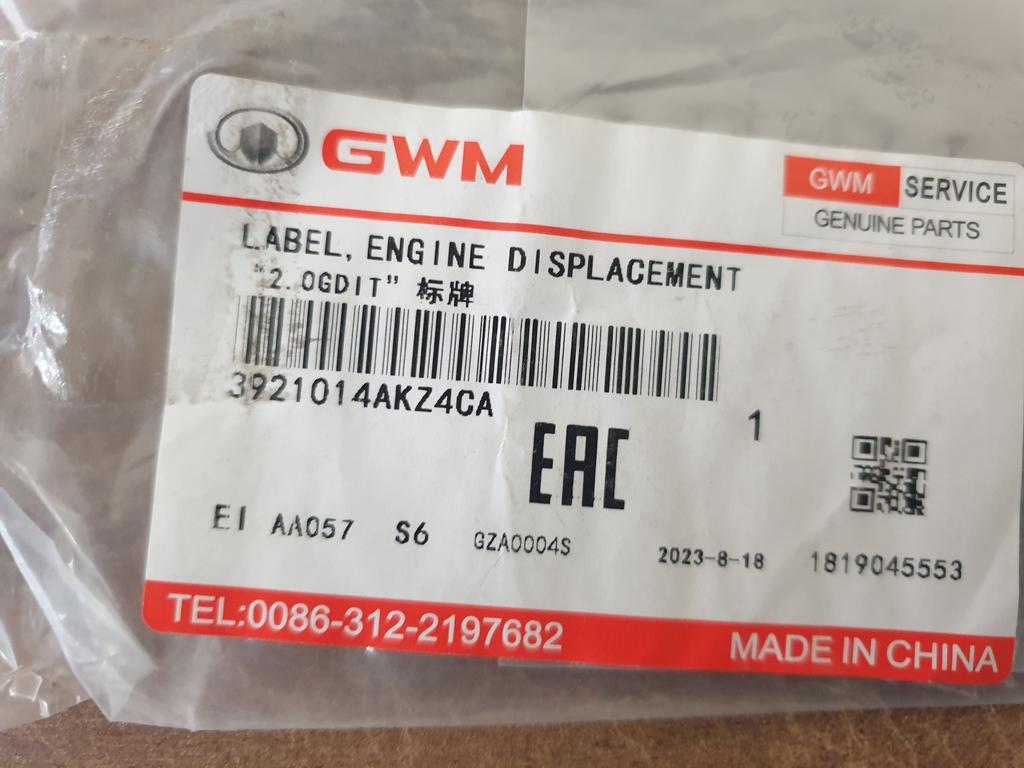 GWM
GWM SERVICE
GENUINE PARTS
LABEL, ENGINE DISPLACEMENT
“2.0GDIT” 标牌
3921014AKZ4CA
1
EAC
EI AA057 S6 GZA0004S 2023-8-18 1819045553
TEL:0086-312-2197682 MADE IN CHINA